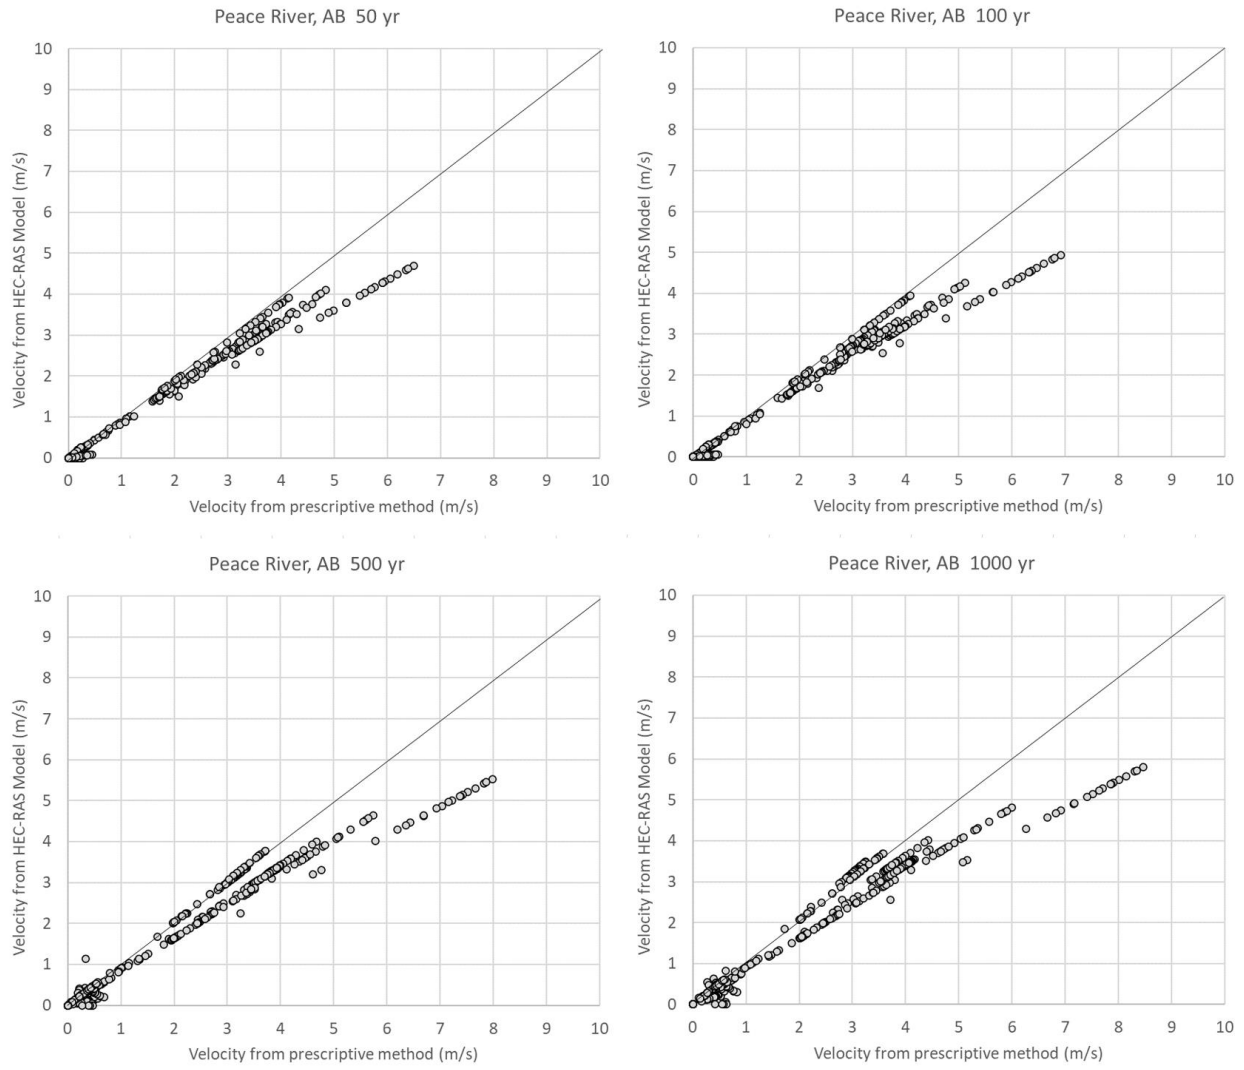 Peace River, AB 50 yr
Velocity from HEC-RAS Model (m/s)
10
9
8
7
6
5
4
3
2
1
0
0 1 2 3 4 5 6 7 8 9 10
Velocity from prescriptive method (m/s)
Peace River, AB 100 yr
Velocity from HEC-RAS Model (m/s)
10
9
8
7
6
5
4
3
2
1
0
0 1 2 3 4 5 6 7 8 9 10
Velocity from prescriptive method (m/s)
Peace River, AB 500 yr
Velocity from HEC-RAS Model (m/s)
10
9
8
7
6
5
4
3
2
1
0
0 1 2 3 4 5 6 7 8 9 10
Velocity from prescriptive method (m/s)
Peace River, AB 1000 yr
Velocity from HEC-RAS Model (m/s)
10
9
8
7
6
5
4
3
2
1
0
0 1 2 3 4 5 6 7 8 9 10
Velocity from prescriptive method (m/s)